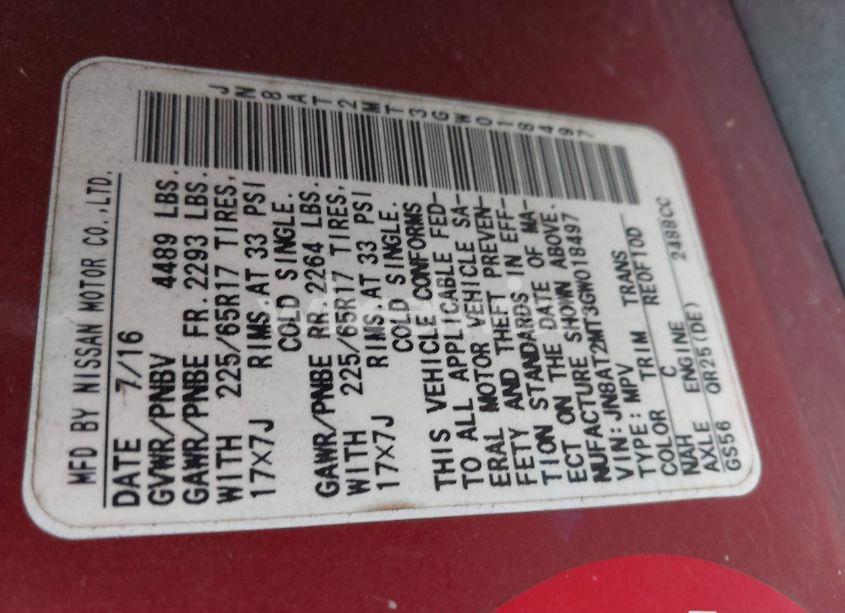 MFD BY NISSAN MOTOR CO.,LTD.
DATE 7/16
GVWR/PNBV 4489 LBS.
GAWR/PNBE FR. 2293 LBS.
WITH 225/65R17 TIRES,
17X7J RIMS AT 33 PSI
COLD SINGLE.
GAWR/PNBE RR. 2264 LBS.
WITH 225/65R17 TIRES,
17X7J RIMS AT 33 PSI
COLD SINGLE.
THIS VEHICLE CONFORMS
TO ALL APPLICABLE FED-
ERAL MOTOR VEHICLE SA-
FETY AND THEFT PREVEN-
TION STANDARDS IN EFF-
ECT ON THE DATE OF MA-
NUFACTURE SHOWN ABOVE.
VIN:JN8AT2MT3GW018497
TYPE:MPV
COLOR TRIM TRANS
NAH C REOF10D
AXLE ENGINE
GS56 QR25(DE) 2488CC
JN8AT2MT3GW018497